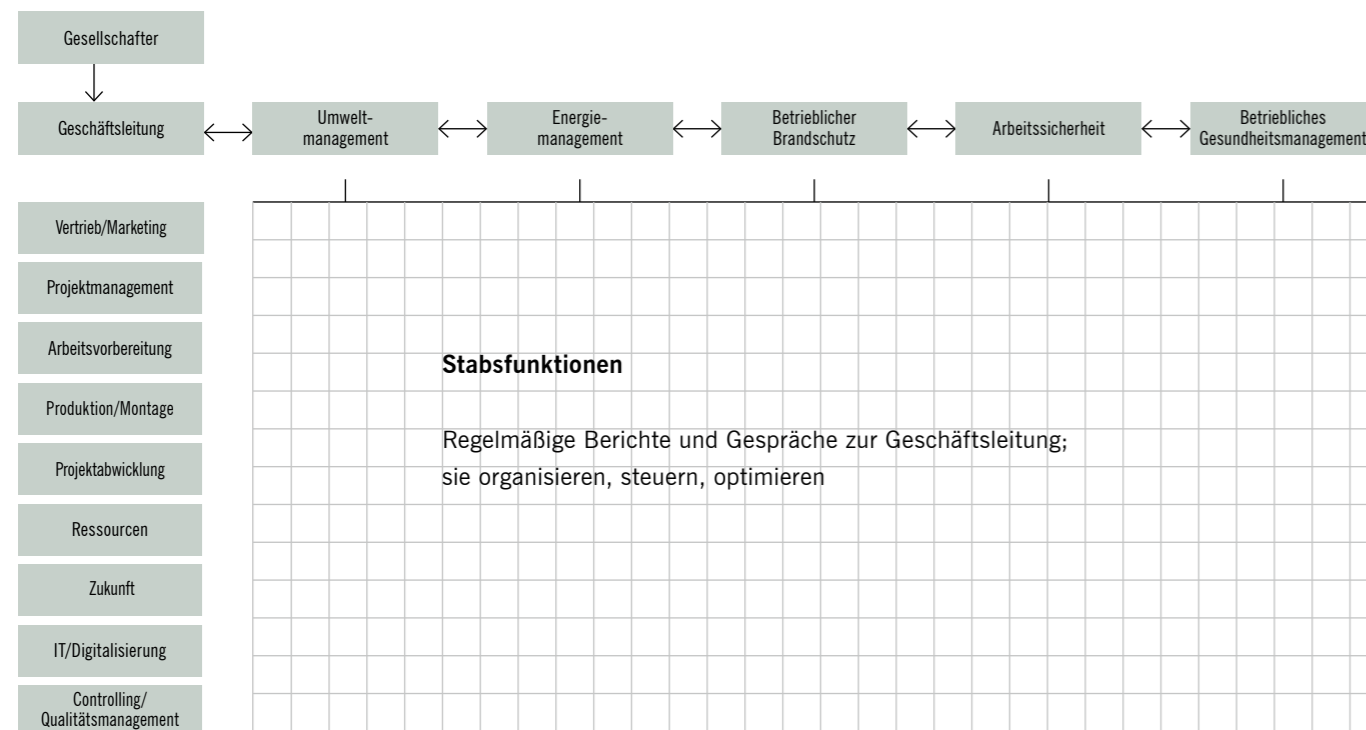 Gesellschafter
Geschäftsleitung
Umwelt-
management
Energie-
management
Betrieblicher
Brandschutz
Arbeitssicherheit
Betriebliches
Gesundheitsmanagement
Vertrieb/Marketing
Projektmanagement
Arbeitsvorbereitung
Produktion/Montage
Projektabwicklung
Ressourcen
Zukunft
IT/Digitalisierung
Controlling/
Qualitätsmanagement
Stabsfunktionen
Regelmäßige Berichte und Gespräche zur Geschäftsleitung;
sie organisieren, steuern, optimieren